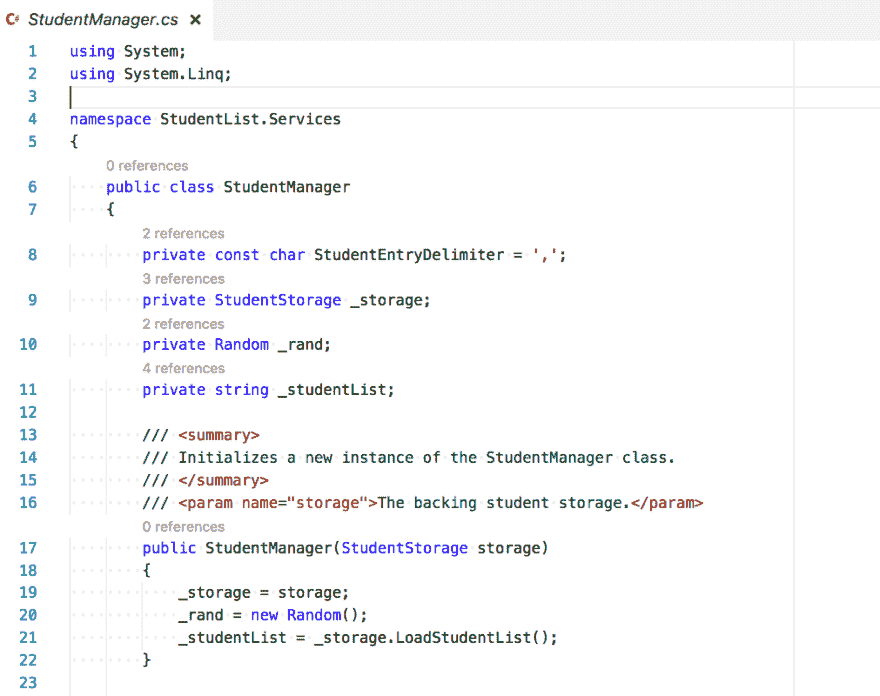 C# StudentManager.cs ×
1 using System;
2 using System.Linq;
3
4 namespace StudentList.Services
5 {
0 references
6 public class StudentManager
7 {
2 references
8 private const char StudentEntryDelimiter = ',';
3 references
9 private StudentStorage _storage;
2 references
10 private Random _rand;
4 references
11 private string _studentList;
12
13 /// <summary>
14 /// Initializes a new instance of the StudentManager class.
15 /// </summary>
16 /// <param name="storage">The backing student storage.</param>
0 references
17 public StudentManager(StudentStorage storage)
18 {
19 _storage = storage;
20 _rand = new Random();
21 _studentList = _storage.LoadStudentList();
22 }
23